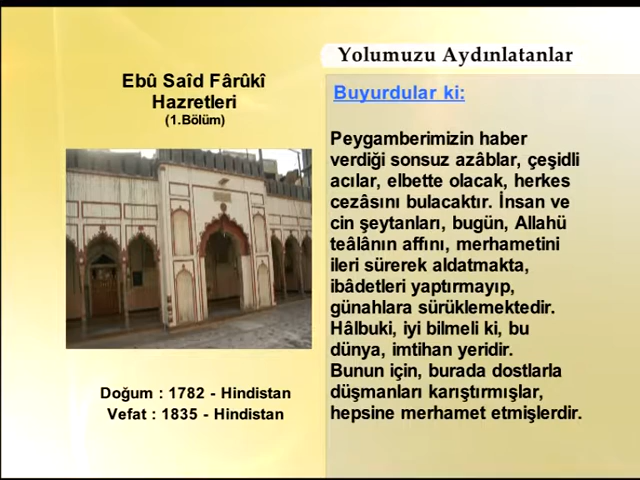 Yolumuzu Aydınlatanlar
Ebû Saîd Fârûkî
Hazretleri
(1.Bölüm)
Doğum : 1782 - Hindistan
Vefat : 1835 - Hindistan
Buyurdular ki:
Peygamberimizin haber
verdiği sonsuz azâblar, çeşidli
acılar, elbette olacak, herkes
cezâsını bulacaktır. İnsan ve
cin şeytanları, bugün, Allahü
teâlânın affını, merhametini
ileri sürerek aldatmakta,
ibâdetleri yaptırmayıp,
günahlara sürüklemektedir.
Hâlbuki, iyi bilmeli ki, bu
dünya, imtihan yeridir.
Bunun için, burada dostlarla
düşmanları karıştırmışlar,
hepsine merhamet etmişlerdir.